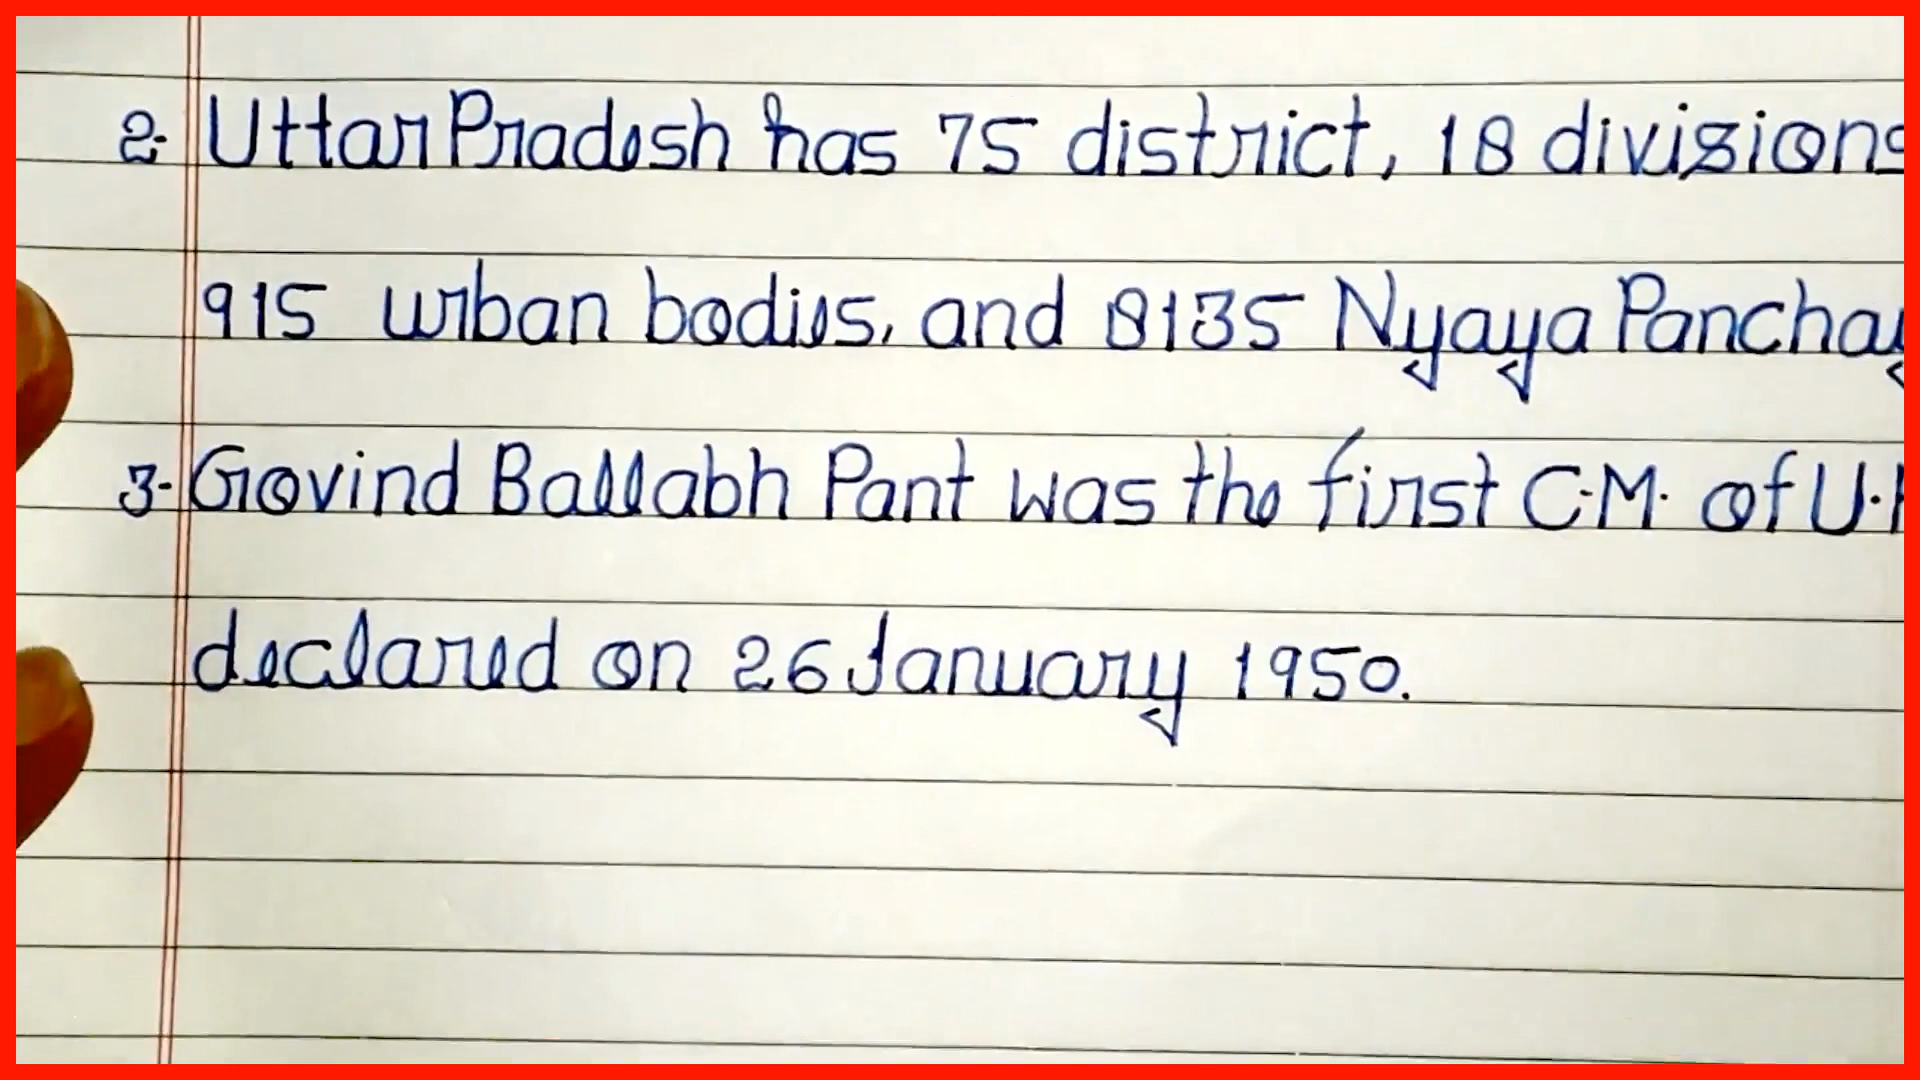 2- Uttar Pradesh has 75 district, 18 divisions
915 urban bodies, and 8135 Nyaya Panchay
3- Govind Ballabh Pant was the first C.M. of U.P
declared on 26 January 1950.